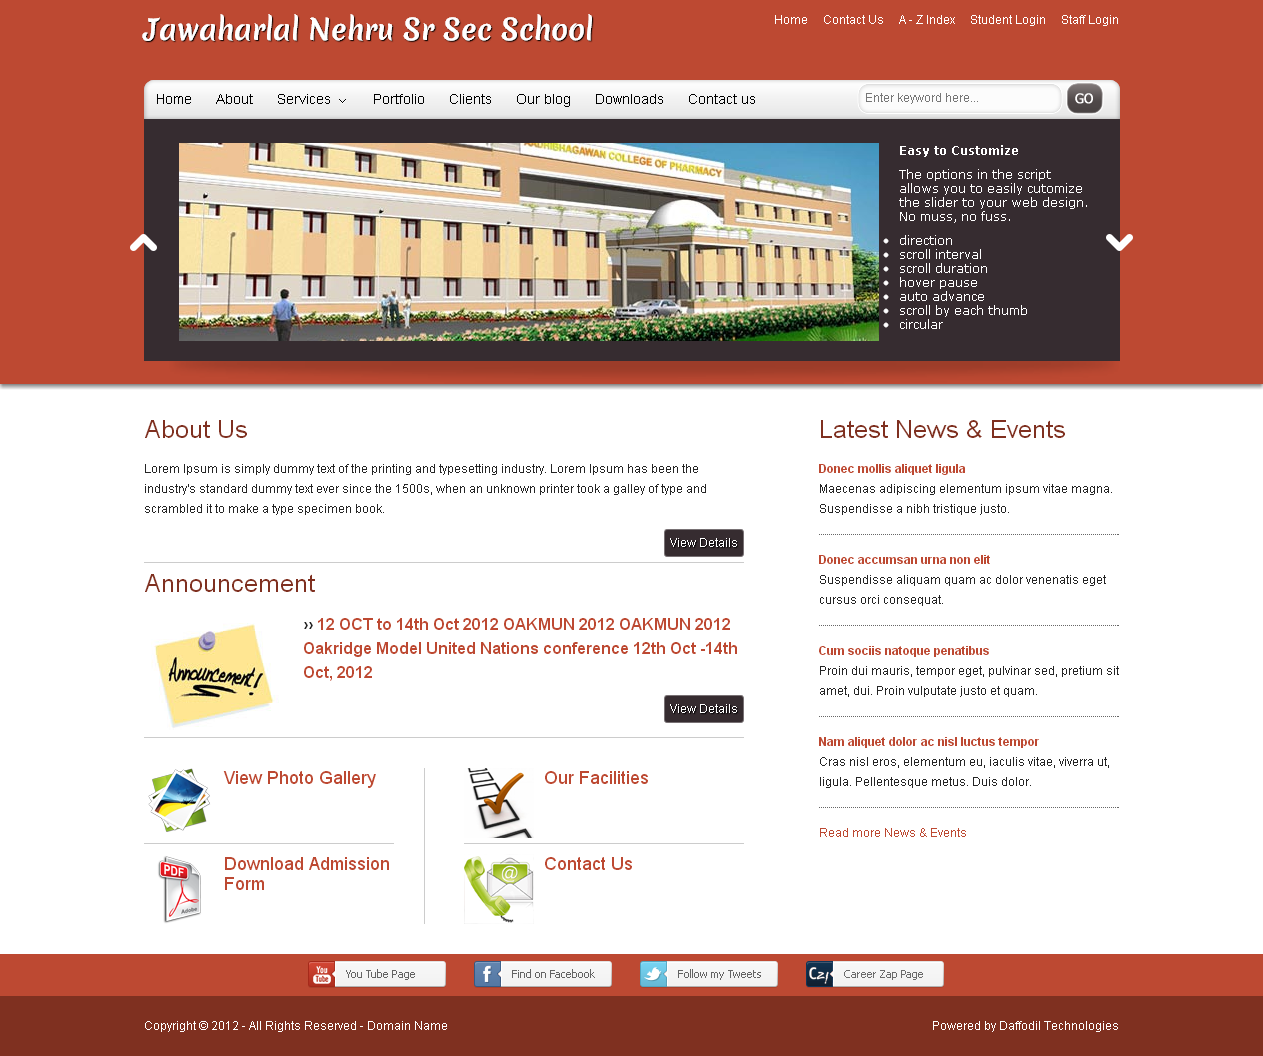 Jawaharlal Nehru Sr Sec School
Home Contact Us A - Z Index Student Login Staff Login
Home About Services Portfolio Clients Our blog Downloads Contact us
Enter keyword here... GO
COLLEGE OF PHARMACY
Easy to Customize
The options in the script
allows you to easily cutomize
the slider to your web design.
No muss, no fuss.
direction
scroll interval
scroll duration
hover pause
auto advance
scroll by each thumb
circular
About Us
Lorem Ipsum is simply dummy text of the printing and typesetting industry. Lorem Ipsum has been the
industry's standard dummy text ever since the 1500s, when an unknown printer took a galley of type and
scrambled it to make a type specimen book.
View Details
Announcement
Announcement!
›› 12 OCT to 14th Oct 2012 OAKMUN 2012 OAKMUN 2012
Oakridge Model United Nations conference 12th Oct -14th
Oct, 2012
View Details
View Photo Gallery
Our Facilities
PDF
Adobe
Download Admission
Form
@
Contact Us
Latest News & Events
Donec mollis aliquet ligula
Maecenas adipiscing elementum ipsum vitae magna.
Suspendisse a nibh tristique justo.
Donec accumsan urna non elit
Suspendisse aliquam quam ac dolor venenatis eget
cursus orci consequat.
Cum sociis natoque penatibus
Proin dui mauris, tempor eget, pulvinar sed, pretium sit
amet, dui. Proin vulputate justo et quam.
Nam aliquet dolor ac nisl luctus tempor
Cras nisl eros, elementum eu, iaculis vitae, viverra ut,
ligula. Pellentesque metus. Duis dolor.
Read more News & Events
You Tube You Tube Page f Find on Facebook Follow my Tweets Career Zap Page
Copyright © 2012 - All Rights Reserved - Domain Name
Powered by Daffodil Technologies